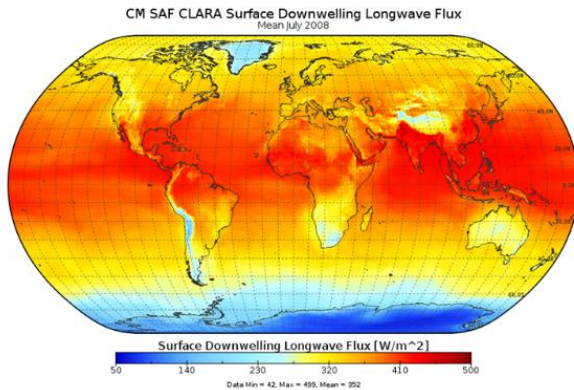 CM SAF CLARA Surface Downwelling Longwave Flux
Mean July 2008
Surface Downwelling Longwave Flux [W/m^2]
50 140 230 320 410 500
Data Min = 42, Max = 499, Mean = 352